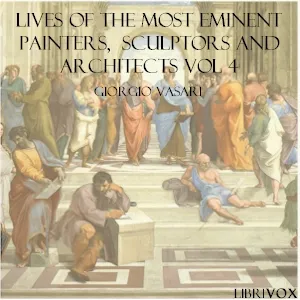 LIVES OF THE MOST EMINENT
PAINTERS, SCULPTORS AND
ARCHITECTS VOL 4
GIORGIO VASARI
LIBRIVOX